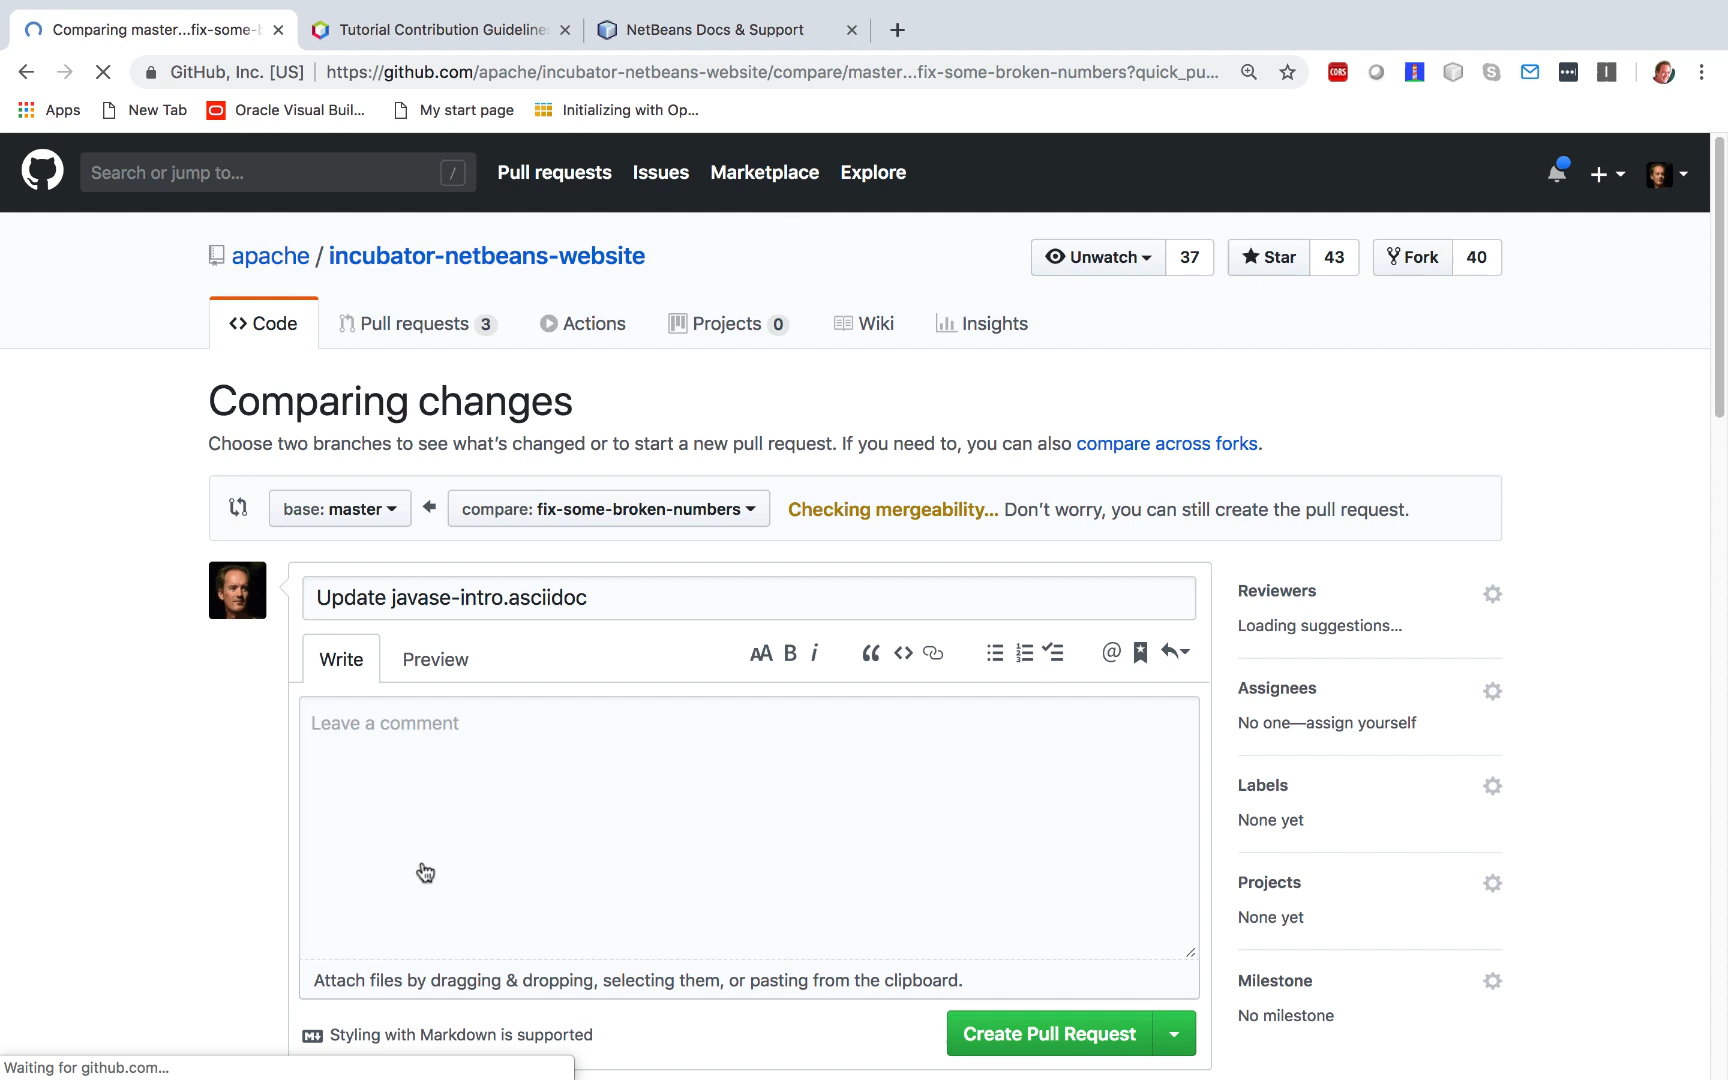 Comparing master...fix-some-b
Tutorial Contribution Guideline
NetBeans Docs & Support
GitHub, Inc. [US]
https://github.com/apache/incubator-netbeans-website/compare/master...fix-some-broken-numbers?quick_pu...
CORS
Apps
New Tab
Oracle Visual Buil...
My start page
Initializing with Op...
Search or jump to...
/
Pull requests
Issues
Marketplace
Explore
apache / incubator-netbeans-website
Unwatch 37
Star 43
Fork 40
Code
Pull requests 3
Actions
Projects 0
Wiki
Insights
Comparing changes
Choose two branches to see what's changed or to start a new pull request. If you need to, you can also compare across forks.
base: master
compare: fix-some-broken-numbers
Checking mergeability... Don't worry, you can still create the pull request.
Update javase-intro.asciidoc
Write
Preview
Leave a comment
Attach files by dragging & dropping, selecting them, or pasting from the clipboard.
Styling with Markdown is supported
Create Pull Request
Reviewers
Loading suggestions...
Assignees
No one—assign yourself
Labels
None yet
Projects
None yet
Milestone
No milestone
Waiting for github.com...